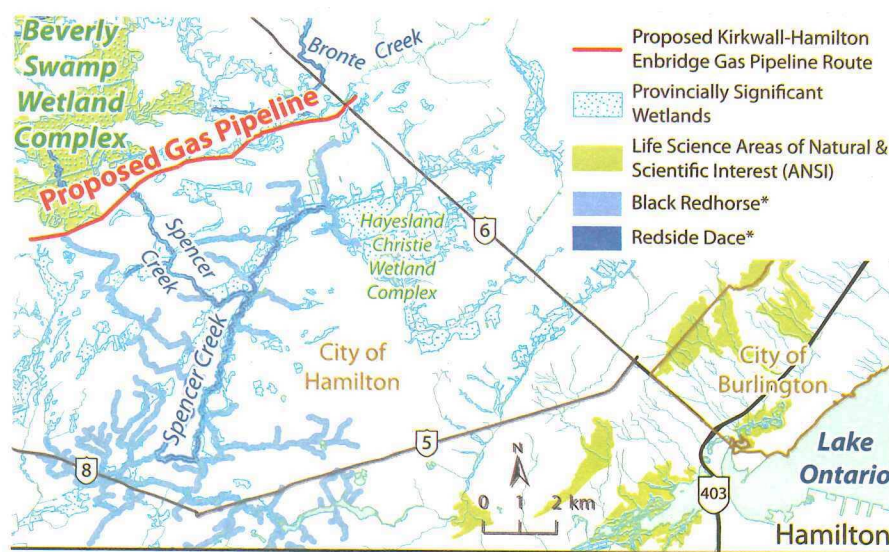 Beverly
Swamp
Wetland
Complex
Bronte Creek
Proposed Gas Pipeline
Proposed Kirkwall-Hamilton
Enbridge Gas Pipeline Route
Provincially Significant
Wetlands
Life Science Areas of Natural &
Scientific Interest (ANSI)
Black Redhorse*
Redside Dace*
Spencer
Creek
Hayesland
Christie
Wetland
Complex
6
Spencer Creek
City of
Hamilton
City of
Burlington
8
5
N
0 1 2 km
403
Lake
Ontario
Hamilton